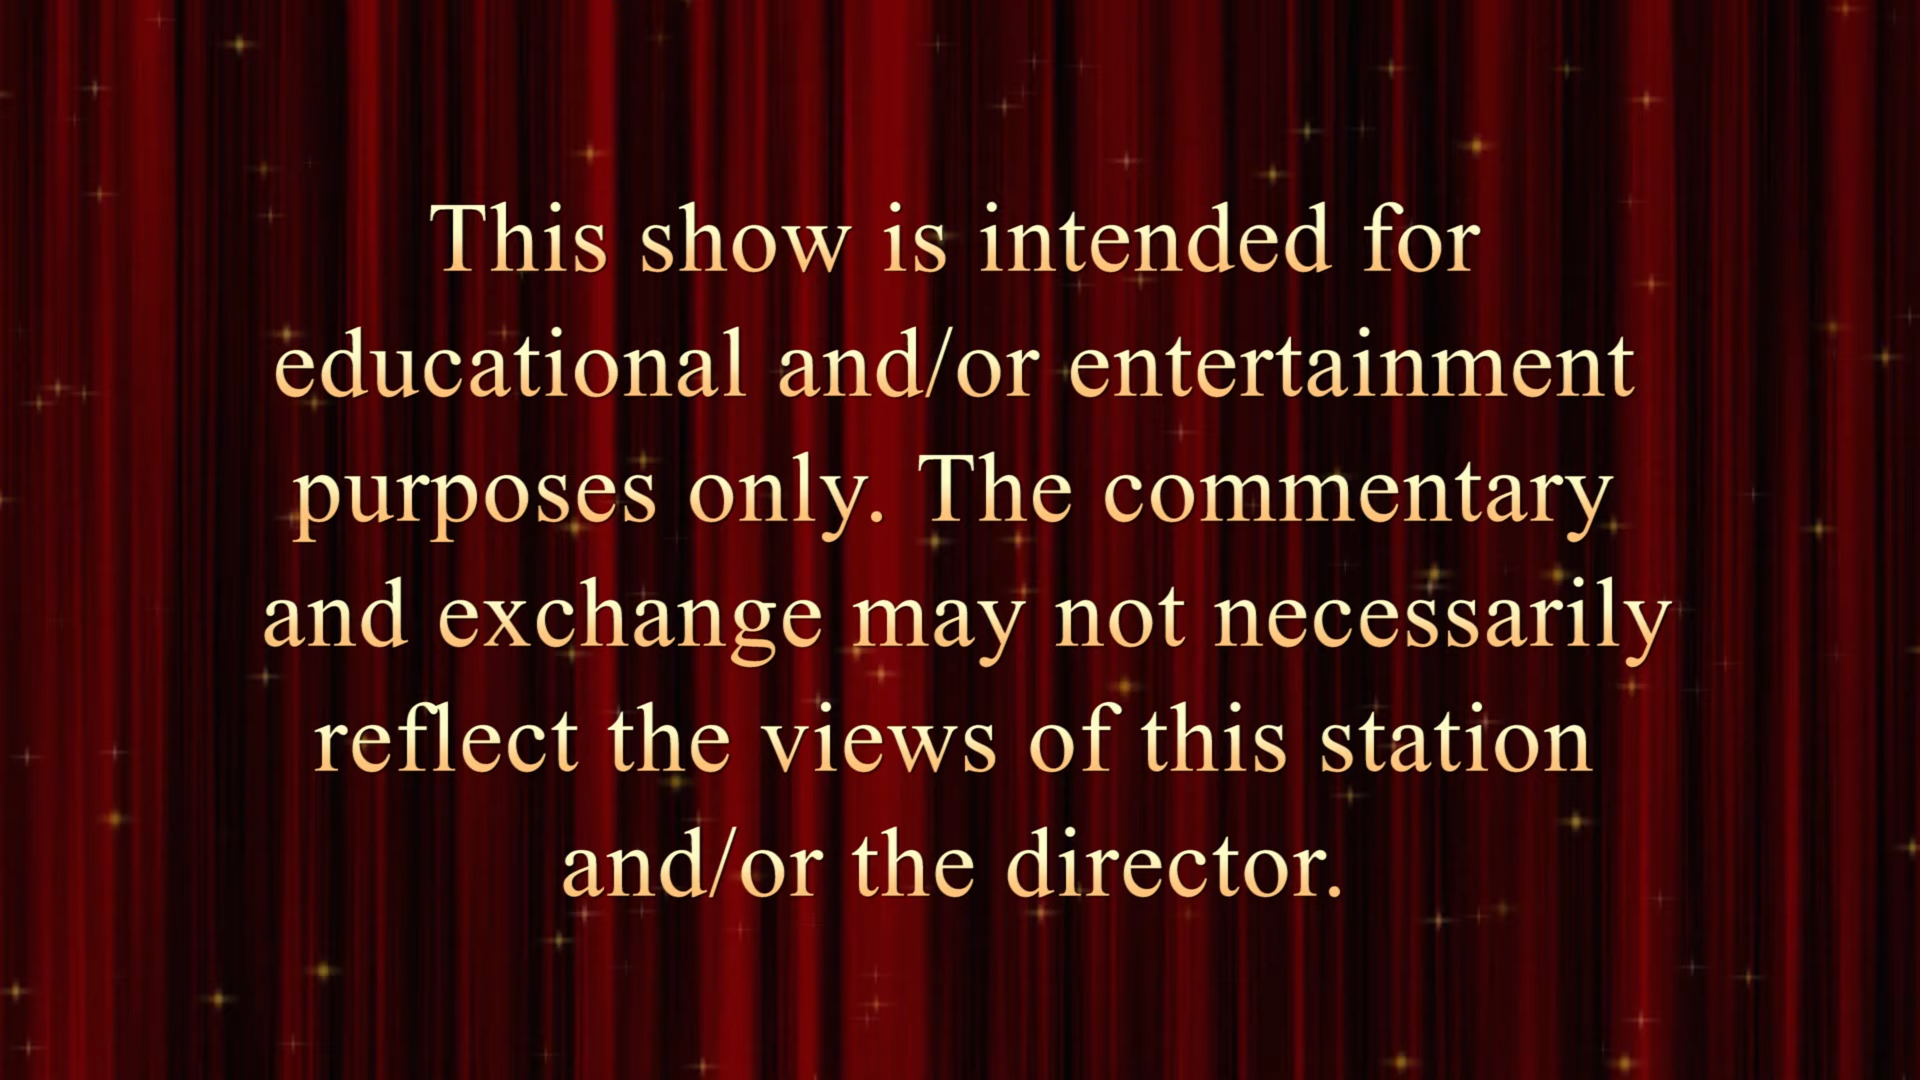 This show is intended for
educational and/or entertainment
purposes only. The commentary
and exchange may not necessarily
reflect the views of this station
and/or the director.